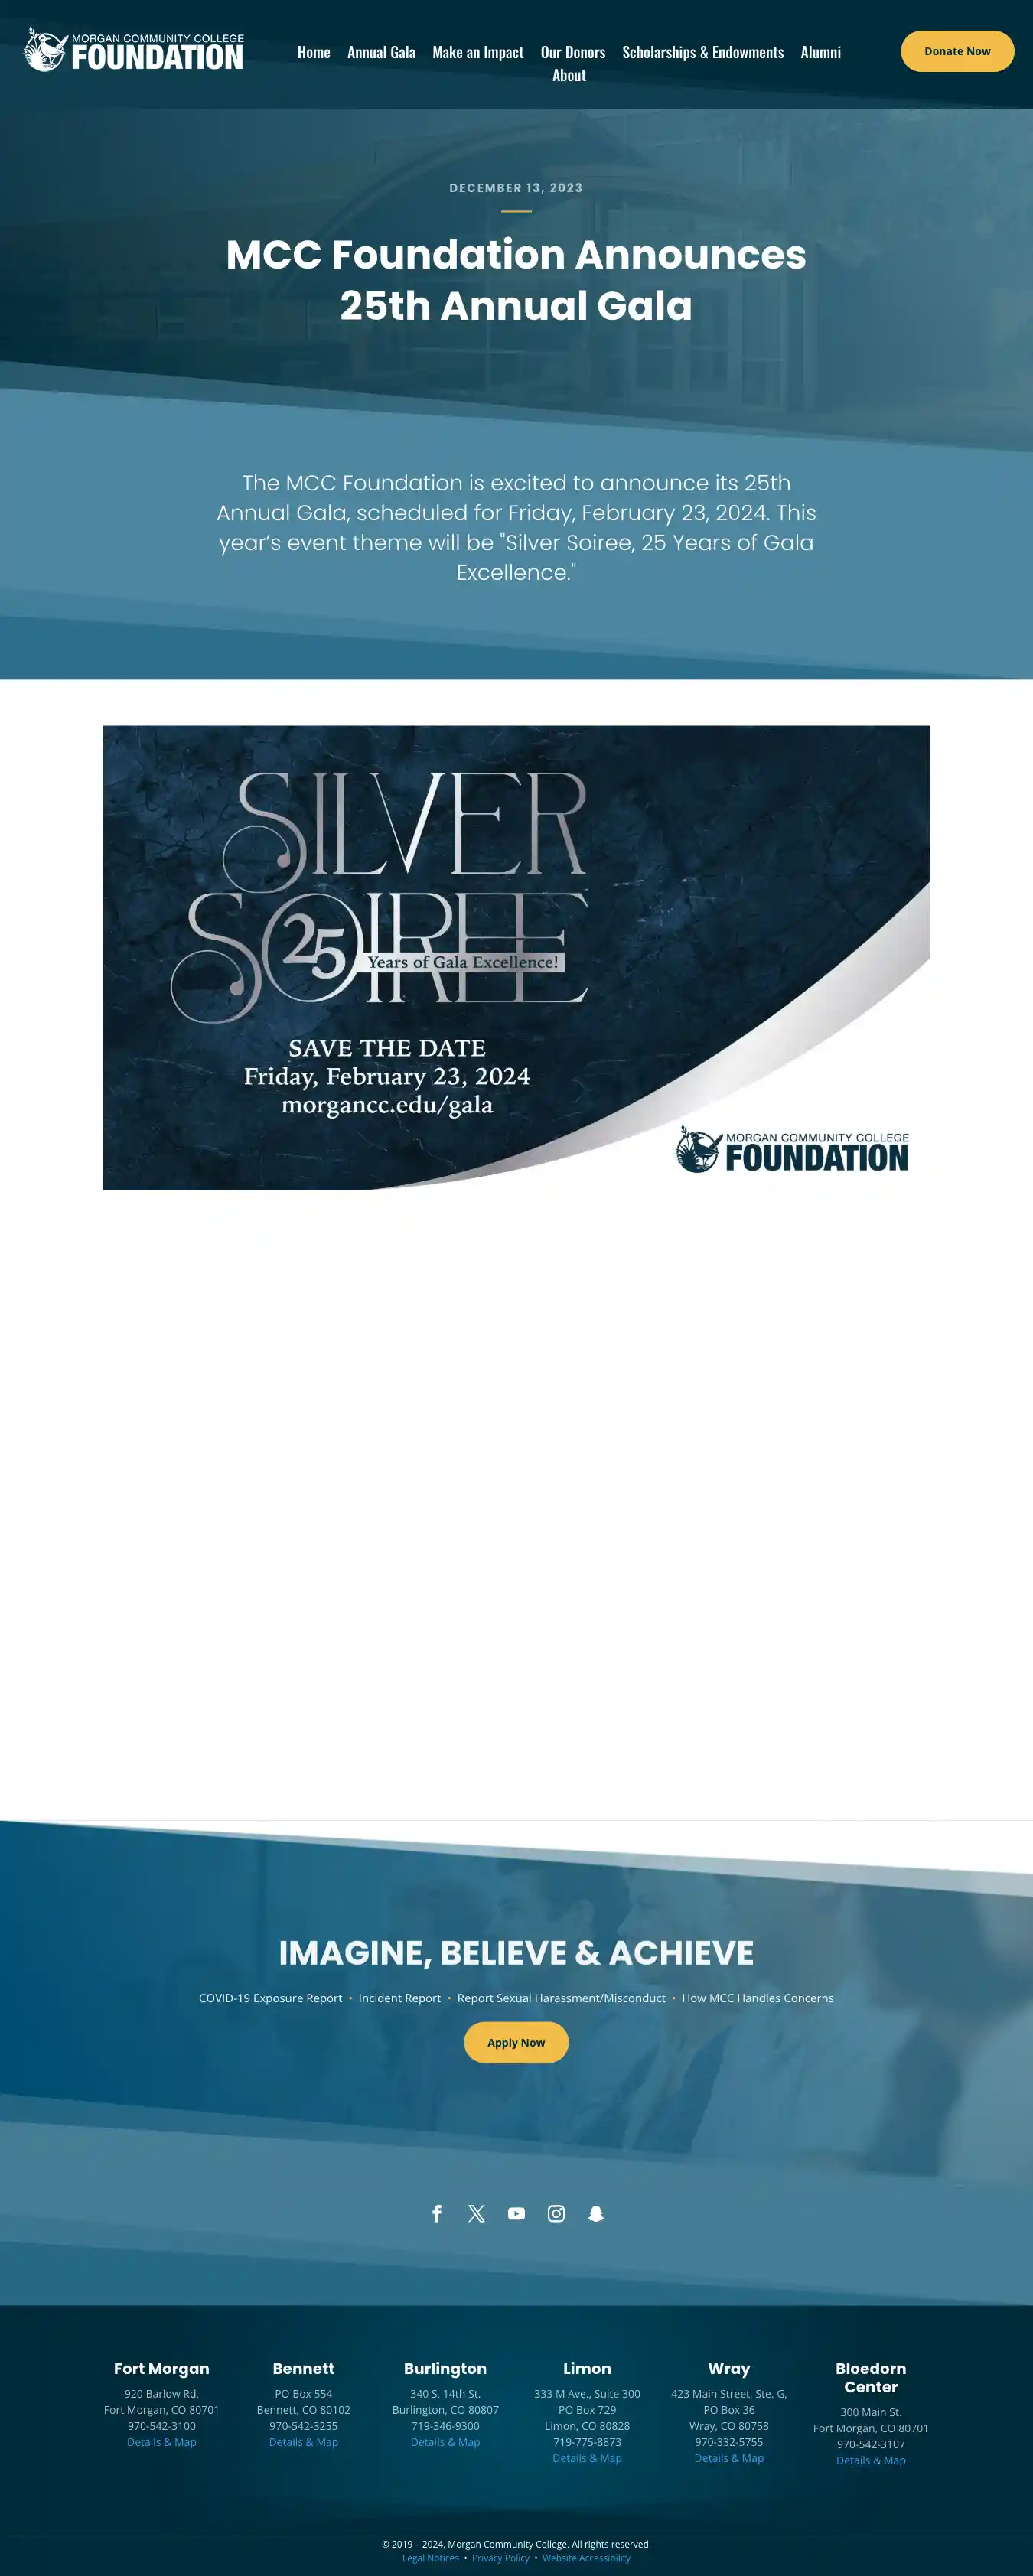 MORGAN COMMUNITY COLLEGE
FOUNDATION
Home Annual Gala Make an Impact Our Donors Scholarships & Endowments Alumni
About
Donate Now
DECEMBER 13, 2023
MCC Foundation Announces
25th Annual Gala
The MCC Foundation is excited to announce its 25th
Annual Gala, scheduled for Friday, February 23, 2024. This
year’s event theme will be "Silver Soiree, 25 Years of Gala
Excellence."
SILVER
SOIREE
25
Years of Gala Excellence!
SAVE THE DATE
Friday, February 23, 2024
morgancc.edu/gala
MORGAN COMMUNITY COLLEGE
FOUNDATION
IMAGINE, BELIEVE & ACHIEVE
COVID-19 Exposure Report • Incident Report • Report Sexual Harassment/Misconduct • How MCC Handles Concerns
Apply Now
Fort Morgan
920 Barlow Rd.
Fort Morgan, CO 80701
970-542-3100
Details & Map
Bennett
PO Box 554
Bennett, CO 80102
970-542-3255
Details & Map
Burlington
340 S. 14th St.
Burlington, CO 80807
719-346-9300
Details & Map
Limon
333 M Ave., Suite 300
PO Box 729
Limon, CO 80828
719-775-8873
Details & Map
Wray
423 Main Street, Ste. G,
PO Box 36
Wray, CO 80758
970-332-5755
Details & Map
Bloedorn
Center
300 Main St.
Fort Morgan, CO 80701
970-542-3107
Details & Map
© 2019 – 2024, Morgan Community College. All rights reserved.
Legal Notices • Privacy Policy • Website Accessibility